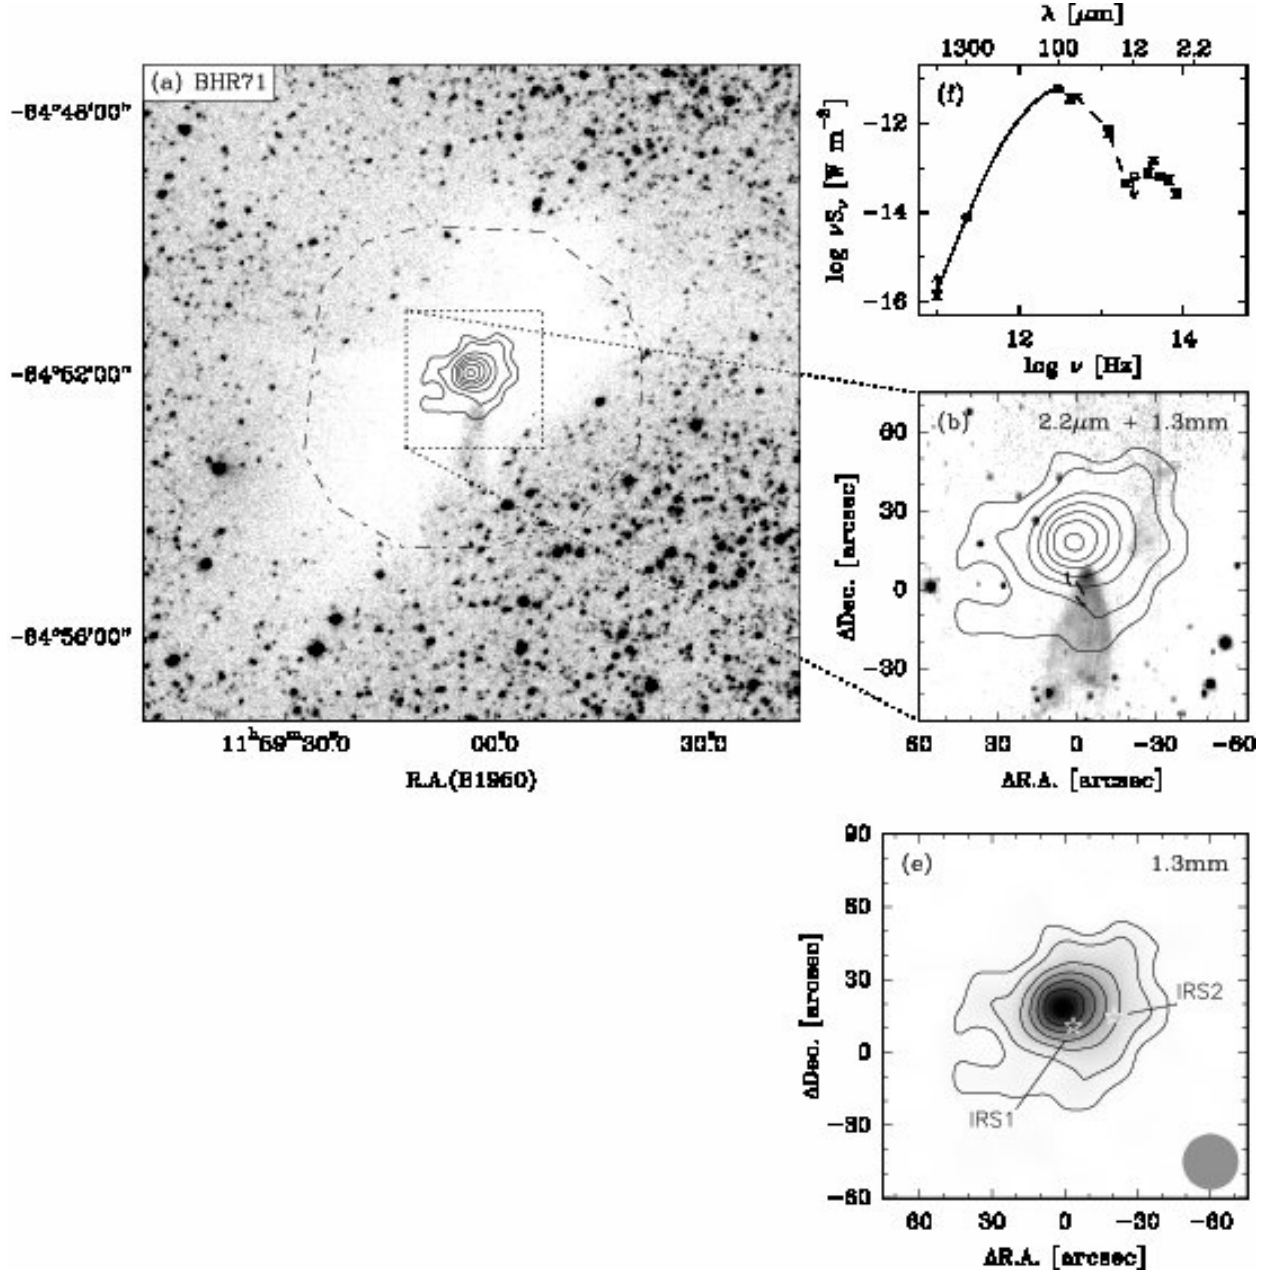 λ [μm]
1300 100 12 2.2
(a) BHR71
-64°48'00"
-64°52'00"
-64°56'00"
11ʰ59ᵐ30ˢ.0 00ˢ.0 30ˢ.0
R.A.(B1950)
(f)
log νSν [W m⁻²]
-12
-14
-16
12 14
log ν [Hz]
(b) 2.2μm + 1.3mm
ΔDec. [arcsec]
60
30
0
-30
60 30 0 -30 -60
ΔR.A. [arcsec]
(e) 1.3mm
ΔDec. [arcsec]
90
60
30
0
-30
-60
IRS2
IRS1
60 30 0 -30 -60
ΔR.A. [arcsec]